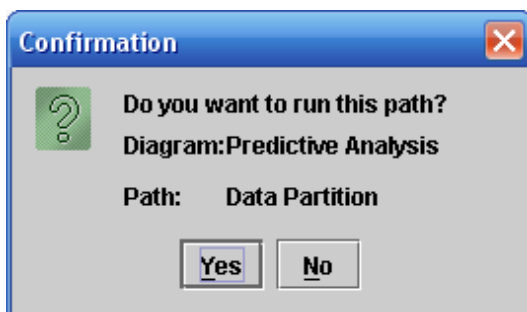 Confirmation
Do you want to run this path?
Diagram:Predictive Analysis
Path: Data Partition
Yes No